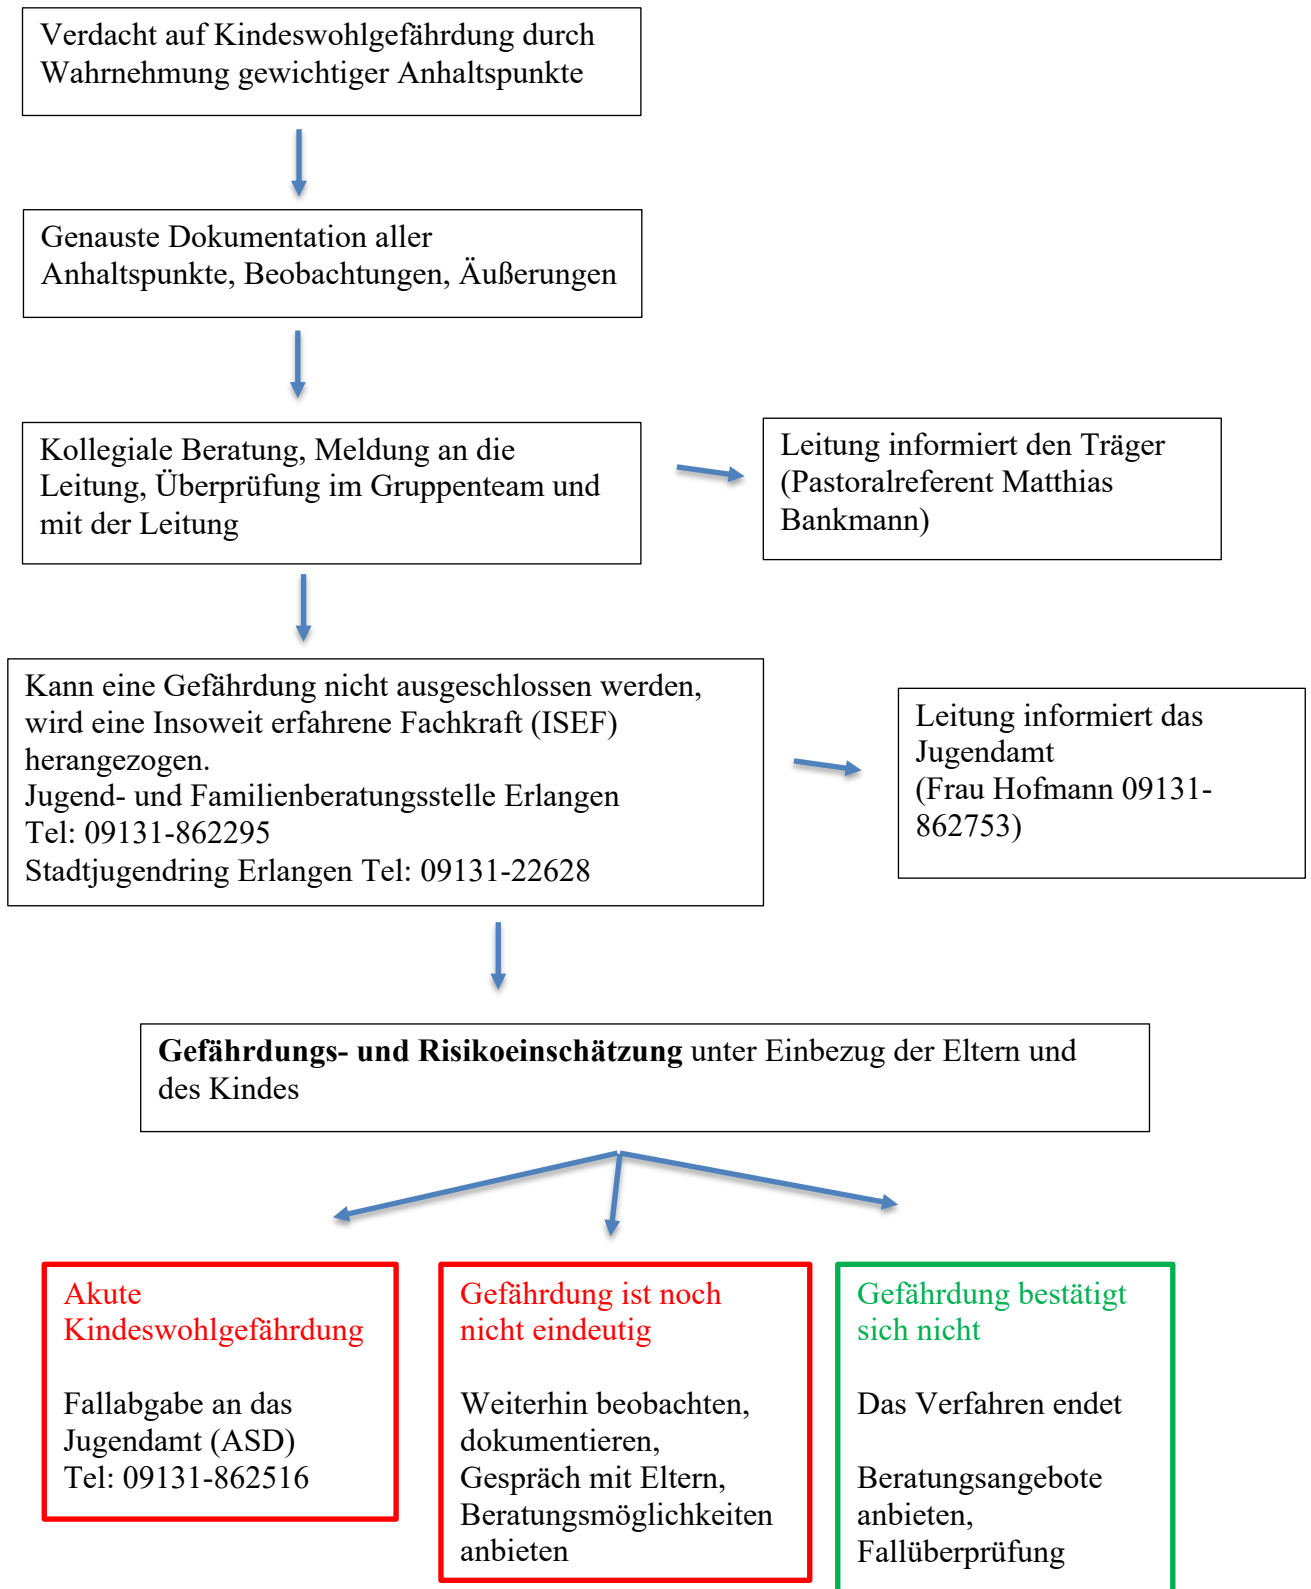 Verdacht auf Kindeswohlgefährdung durch
Wahrnehmung gewichtiger Anhaltspunkte
Genauste Dokumentation aller
Anhaltspunkte, Beobachtungen, Äußerungen
Kollegiale Beratung, Meldung an die
Leitung, Überprüfung im Gruppenteam und
mit der Leitung
Leitung informiert den Träger
(Pastoralreferent Matthias
Bankmann)
Kann eine Gefährdung nicht ausgeschlossen werden,
wird eine Insoweit erfahrene Fachkraft (ISEF)
herangezogen.
Jugend- und Familienberatungsstelle Erlangen
Tel: 09131-862295
Stadtjugendring Erlangen Tel: 09131-22628
Leitung informiert das
Jugendamt
(Frau Hofmann 09131-
862753)
Gefährdungs- und Risikoeinschätzung unter Einbezug der Eltern und
des Kindes
Akute
Kindeswohlgefährdung
Fallabgabe an das
Jugendamt (ASD)
Tel: 09131-862516
Gefährdung ist noch
nicht eindeutig
Weiterhin beobachten,
dokumentieren,
Gespräch mit Eltern,
Beratungsmöglichkeiten
anbieten
Gefährdung bestätigt
sich nicht
Das Verfahren endet
Beratungsangebote
anbieten,
Fallüberprüfung